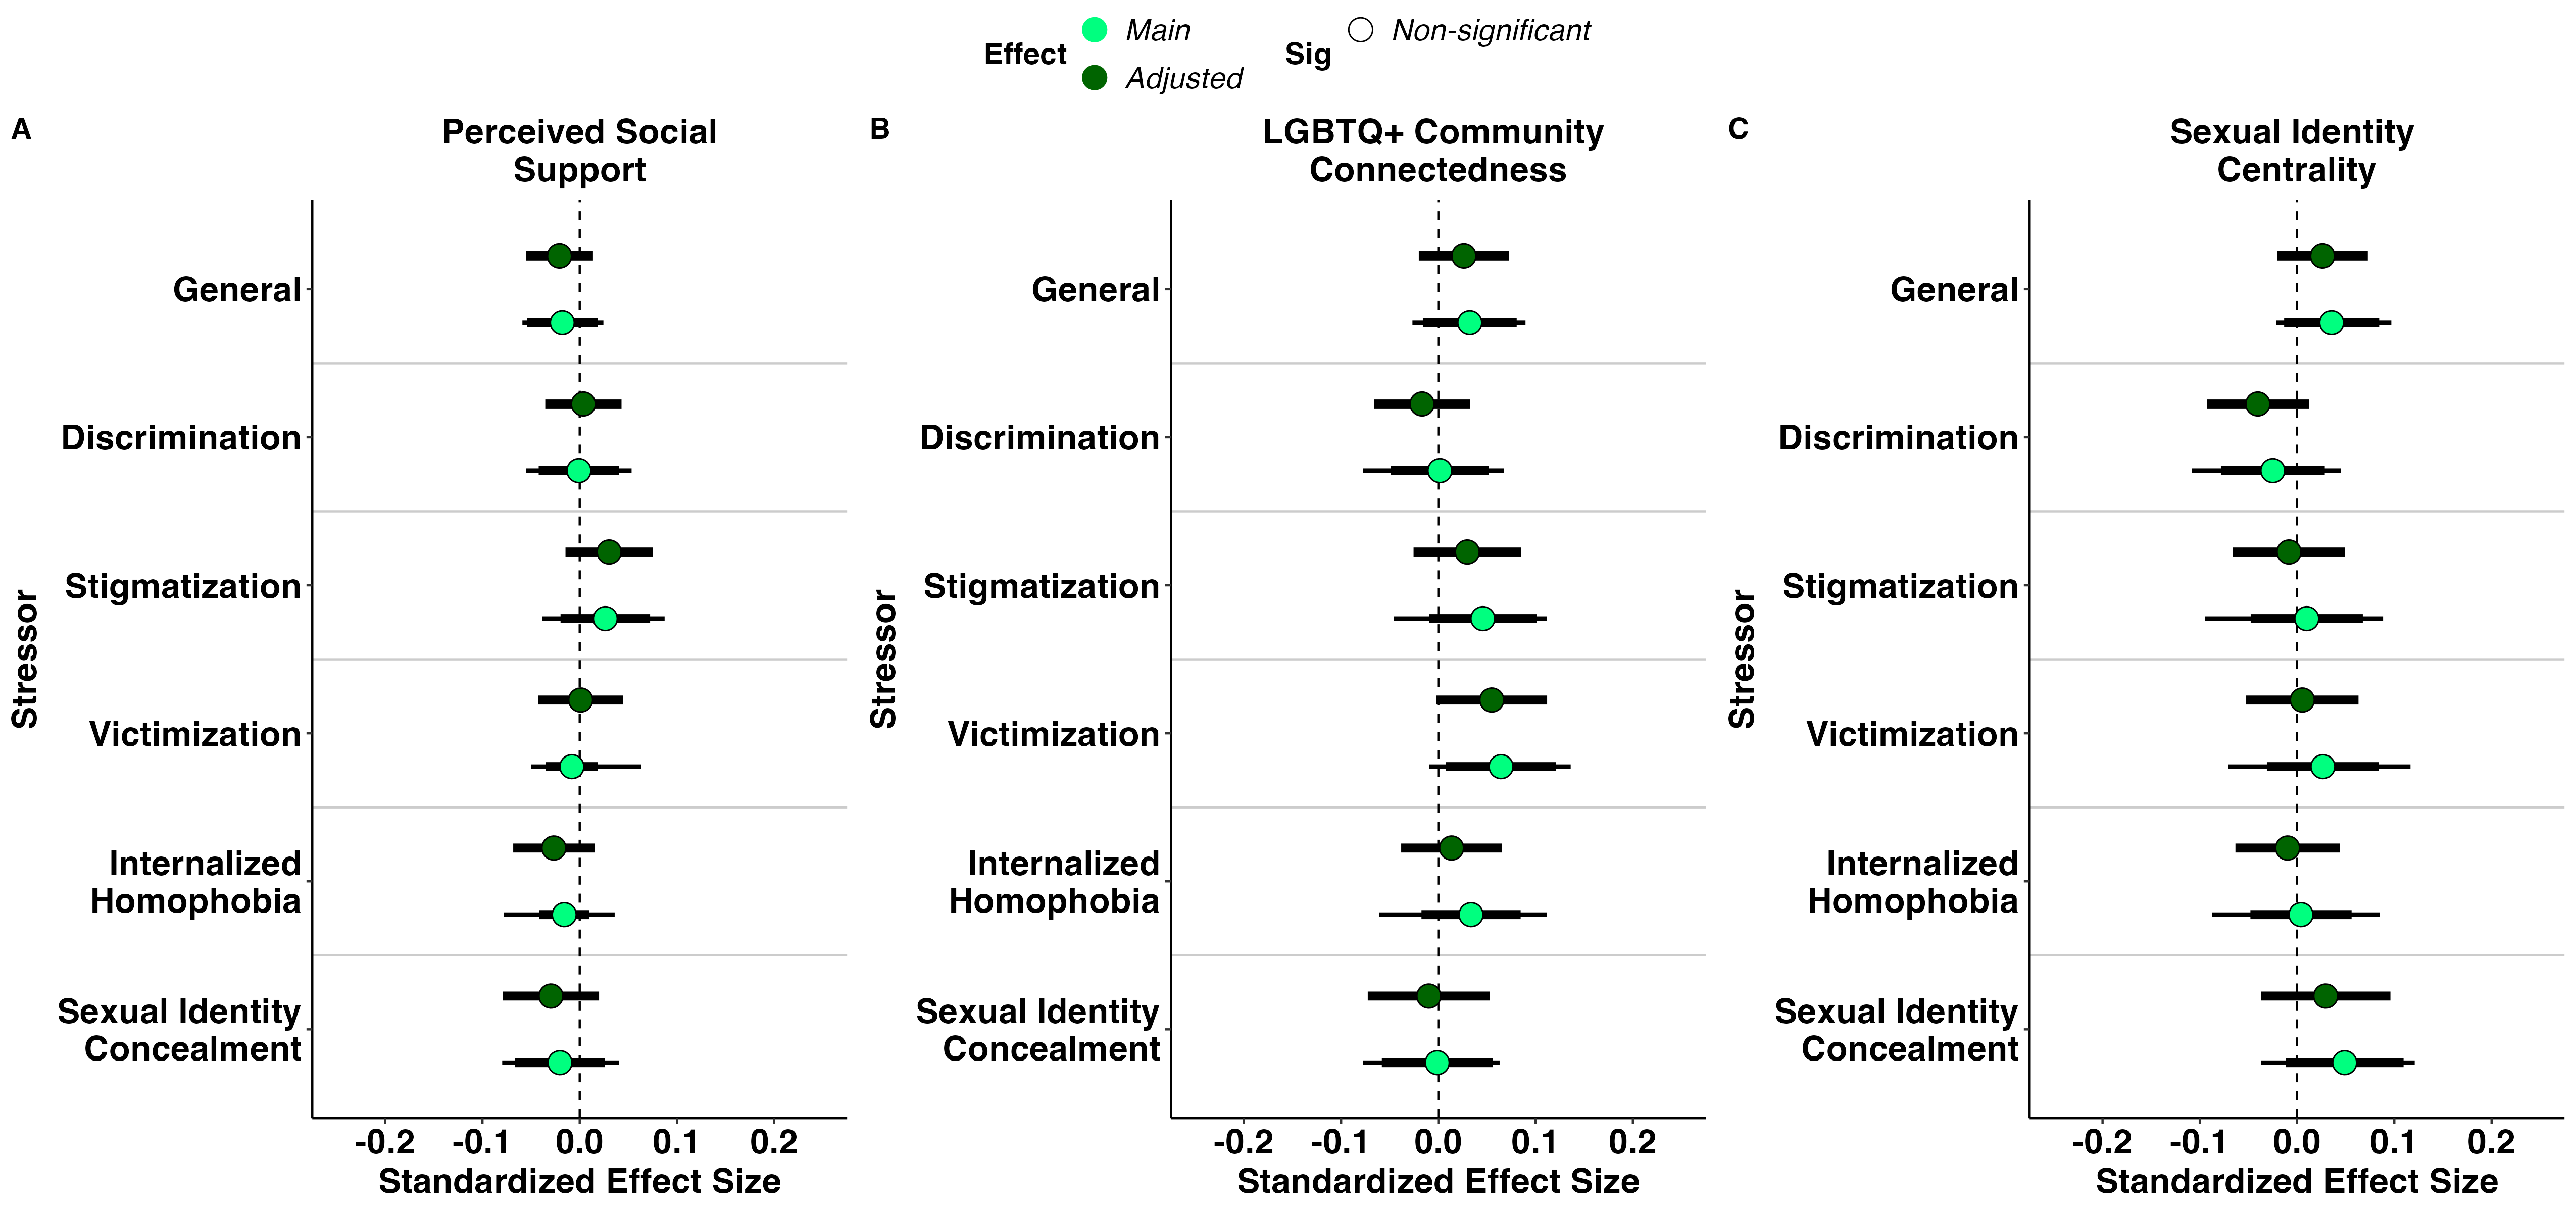 Effect
Main
Adjusted
Sig
Non-significant
A
Perceived Social
Support
Stressor
General
Discrimination
Stigmatization
Victimization
Internalized
Homophobia
Sexual Identity
Concealment
-0.2 -0.1 0.0 0.1 0.2
Standardized Effect Size
B
LGBTQ+ Community
Connectedness
Stressor
General
Discrimination
Stigmatization
Victimization
Internalized
Homophobia
Sexual Identity
Concealment
-0.2 -0.1 0.0 0.1 0.2
Standardized Effect Size
C
Sexual Identity
Centrality
Stressor
General
Discrimination
Stigmatization
Victimization
Internalized
Homophobia
Sexual Identity
Concealment
-0.2 -0.1 0.0 0.1 0.2
Standardized Effect Size